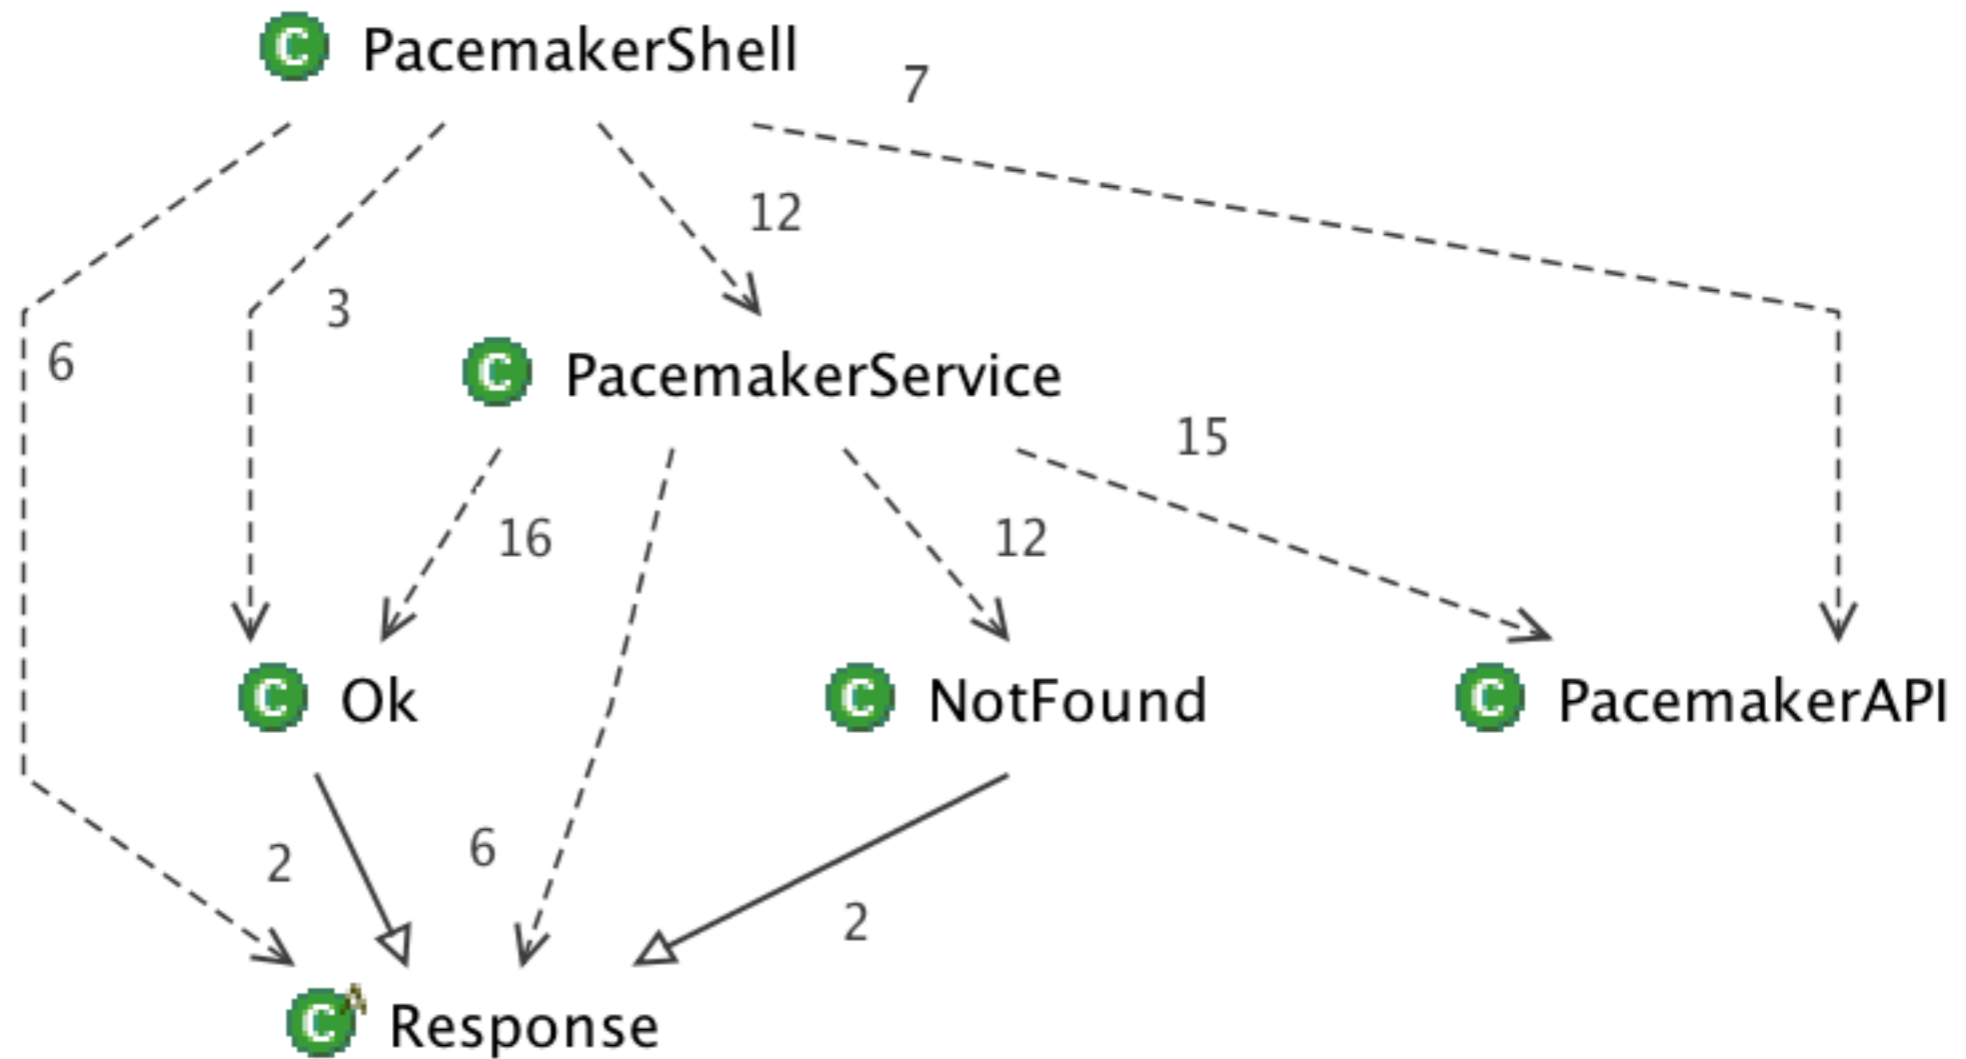 C PacemakerShell
7
12
3
6
C PacemakerService
15
16
12
C Ok
C NotFound
C PacemakerAPI
2
6
2
C A Response